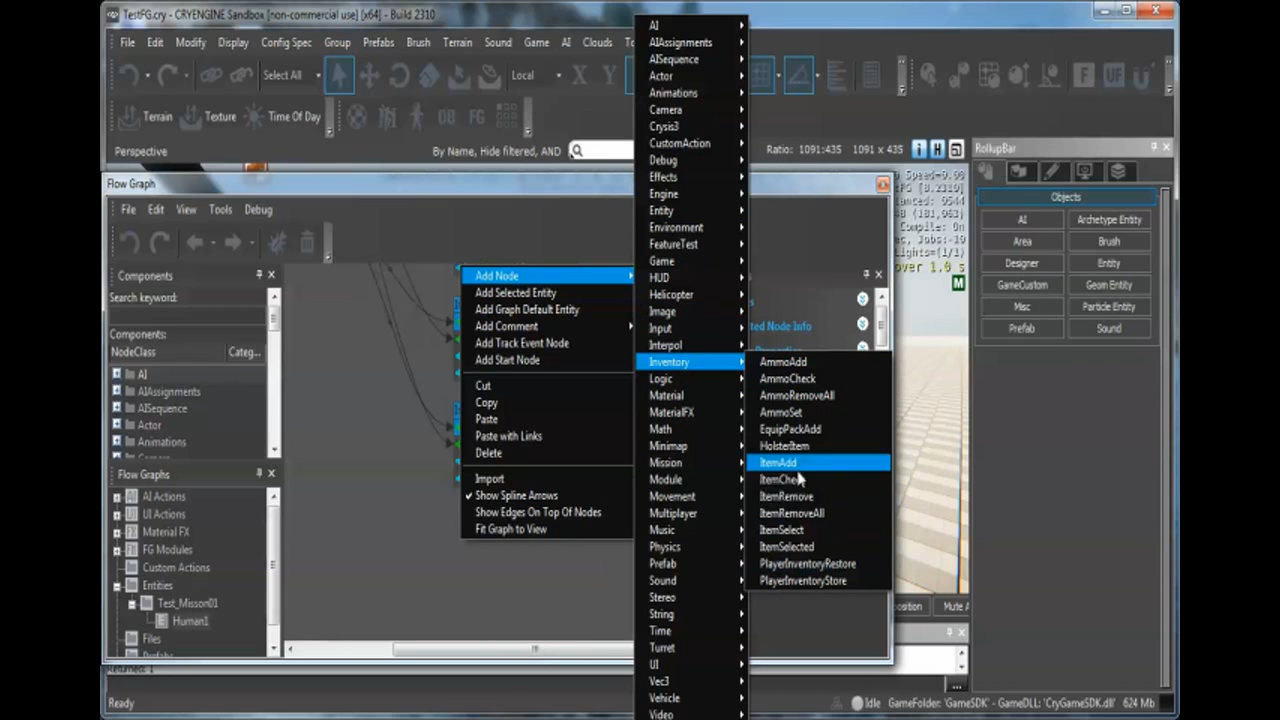 TestFG.cry - CRYENGINE Sandbox [non-commercial use] [x64] - Build 2310
File Edit Modify Display Config Spec Group Prefabs Brush Terrain Sound Game AI Clouds
Select All
Local
X Y
F UF
Terrain Texture Time Of Day
FG
Perspective
By Name, Hide filtered, AND
Ratio: 1091:435 1091 x 435
i H
RollupBar
Flow Graph
File Edit View Tools Debug
Components
Search keyword:
Components:
NodeClass Categ...
AI
AIAssignments
AISequence
Actor
Animations
Flow Graphs
AI Actions
UI Actions
Material FX
FG Modules
Custom Actions
Entities
Test_Misson01
Human1
Files
Add Node
Add Selected Entity
Add Graph Default Entity
Add Comment
Add Track Event Node
Add Start Node
Cut
Copy
Paste
Paste with Links
Delete
Import
Show Spline Arrows
Show Edges On Top Of Nodes
Fit Graph to View
AI
AIAssignments
AISequence
Actor
Animations
Camera
Crysis3
CustomAction
Debug
Effects
Engine
Entity
Environment
FeatureTest
Game
HUD
Helicopter
Image
Input
Interpol
Inventory
Logic
Material
MaterialFX
Math
Minimap
Mission
Module
Movement
Multiplayer
Music
Physics
Prefab
Sound
Stereo
String
Time
Turret
UI
Vec3
Vehicle
Video
AmmoAdd
AmmoCheck
AmmoRemoveAll
AmmoSet
EquipPackAdd
HolsterItem
ItemAdd
ItemCheck
ItemRemove
ItemRemoveAll
ItemSelect
ItemSelected
PlayerInventoryRestore
PlayerInventoryStore
Node Info
over 1.0 s
M
Objects
AI Archetype Entity
Area Brush
Designer Entity
GameCustom Geom Entity
Misc Particle Entity
Prefab Sound
Mute
Ready
Idle GameFolder: 'GameSDK' - GameDLL: 'CryGameSDK.dll' 624 Mb